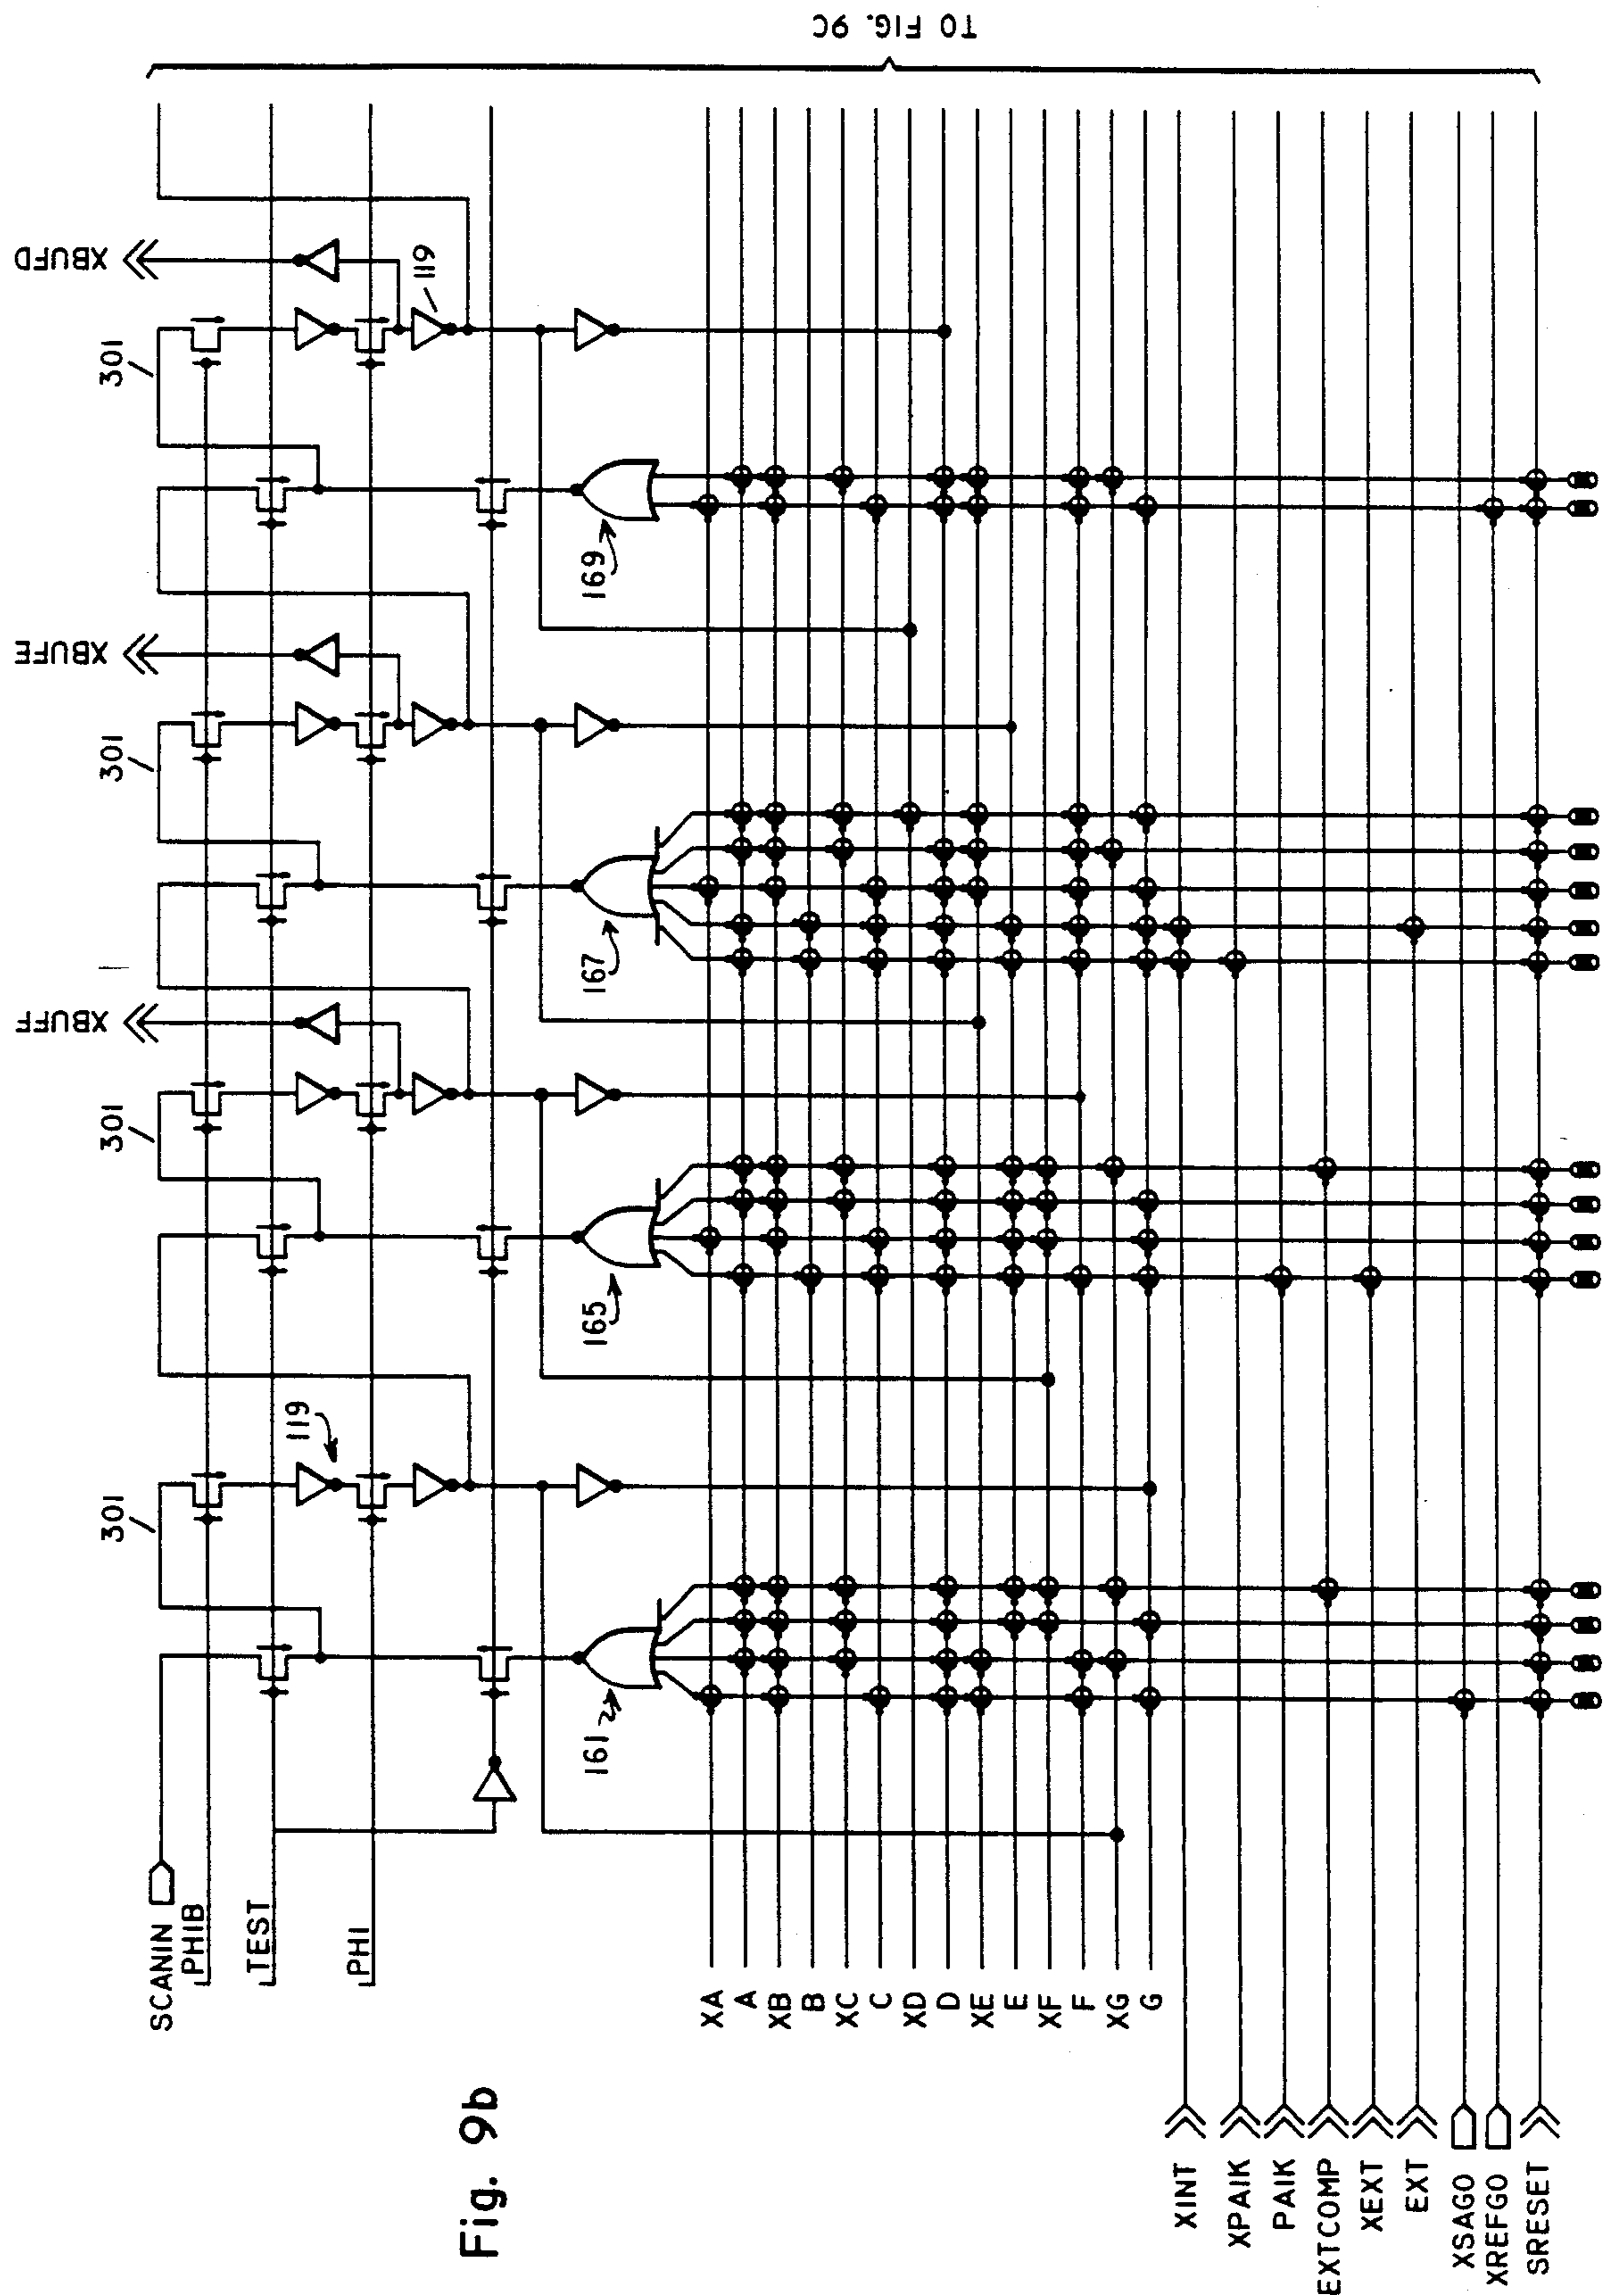 TO FIG. 9C
XBUFF
XBUFE
XBUFD
301
301
301
301
119
119
SCANIN
PHIB
TEST
PHI
161
165
167
169
XA
A
XB
B
XC
C
XD
D
XE
E
XF
F
XG
G
XINT
XPAIK
PAIK
EXTCOMP
XEXT
EXT
XSAGO
XREFGO
SRESET
Fig. 9b